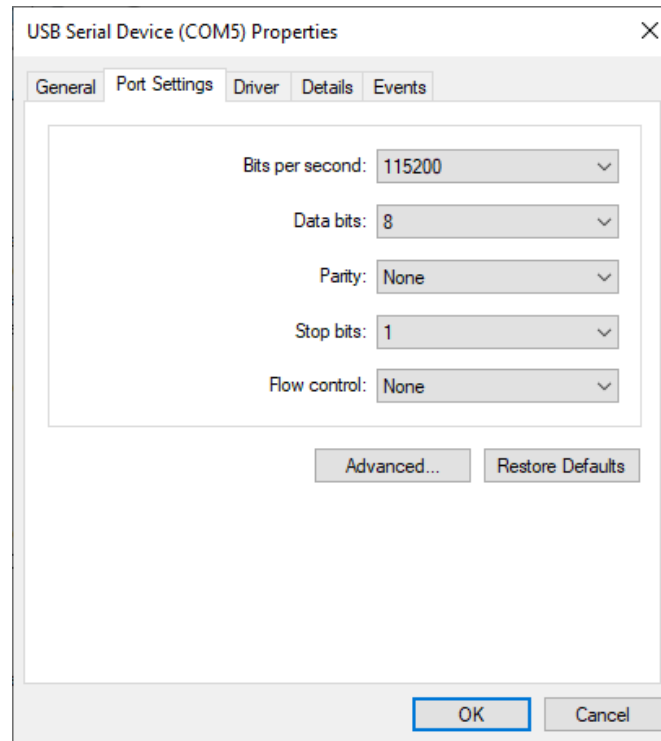 USB Serial Device (COM5) Properties
General Port Settings Driver Details Events
Bits per second: 115200
Data bits: 8
Parity: None
Stop bits: 1
Flow control: None
Advanced... Restore Defaults
OK Cancel